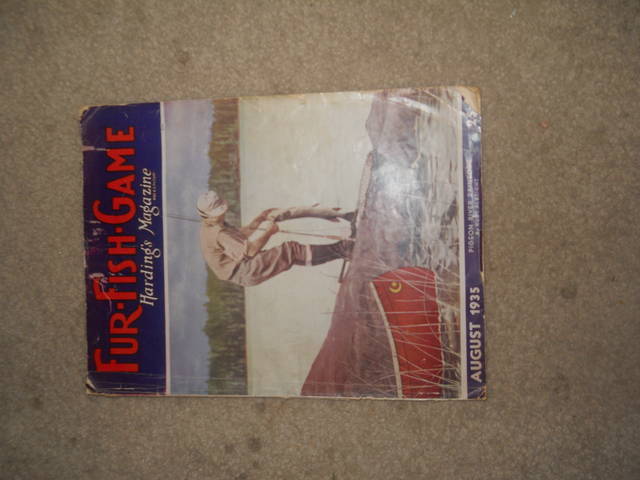 FUR-FISH-GAME
Harding's Magazine
PIGEON RIVER
AUGUST 1935